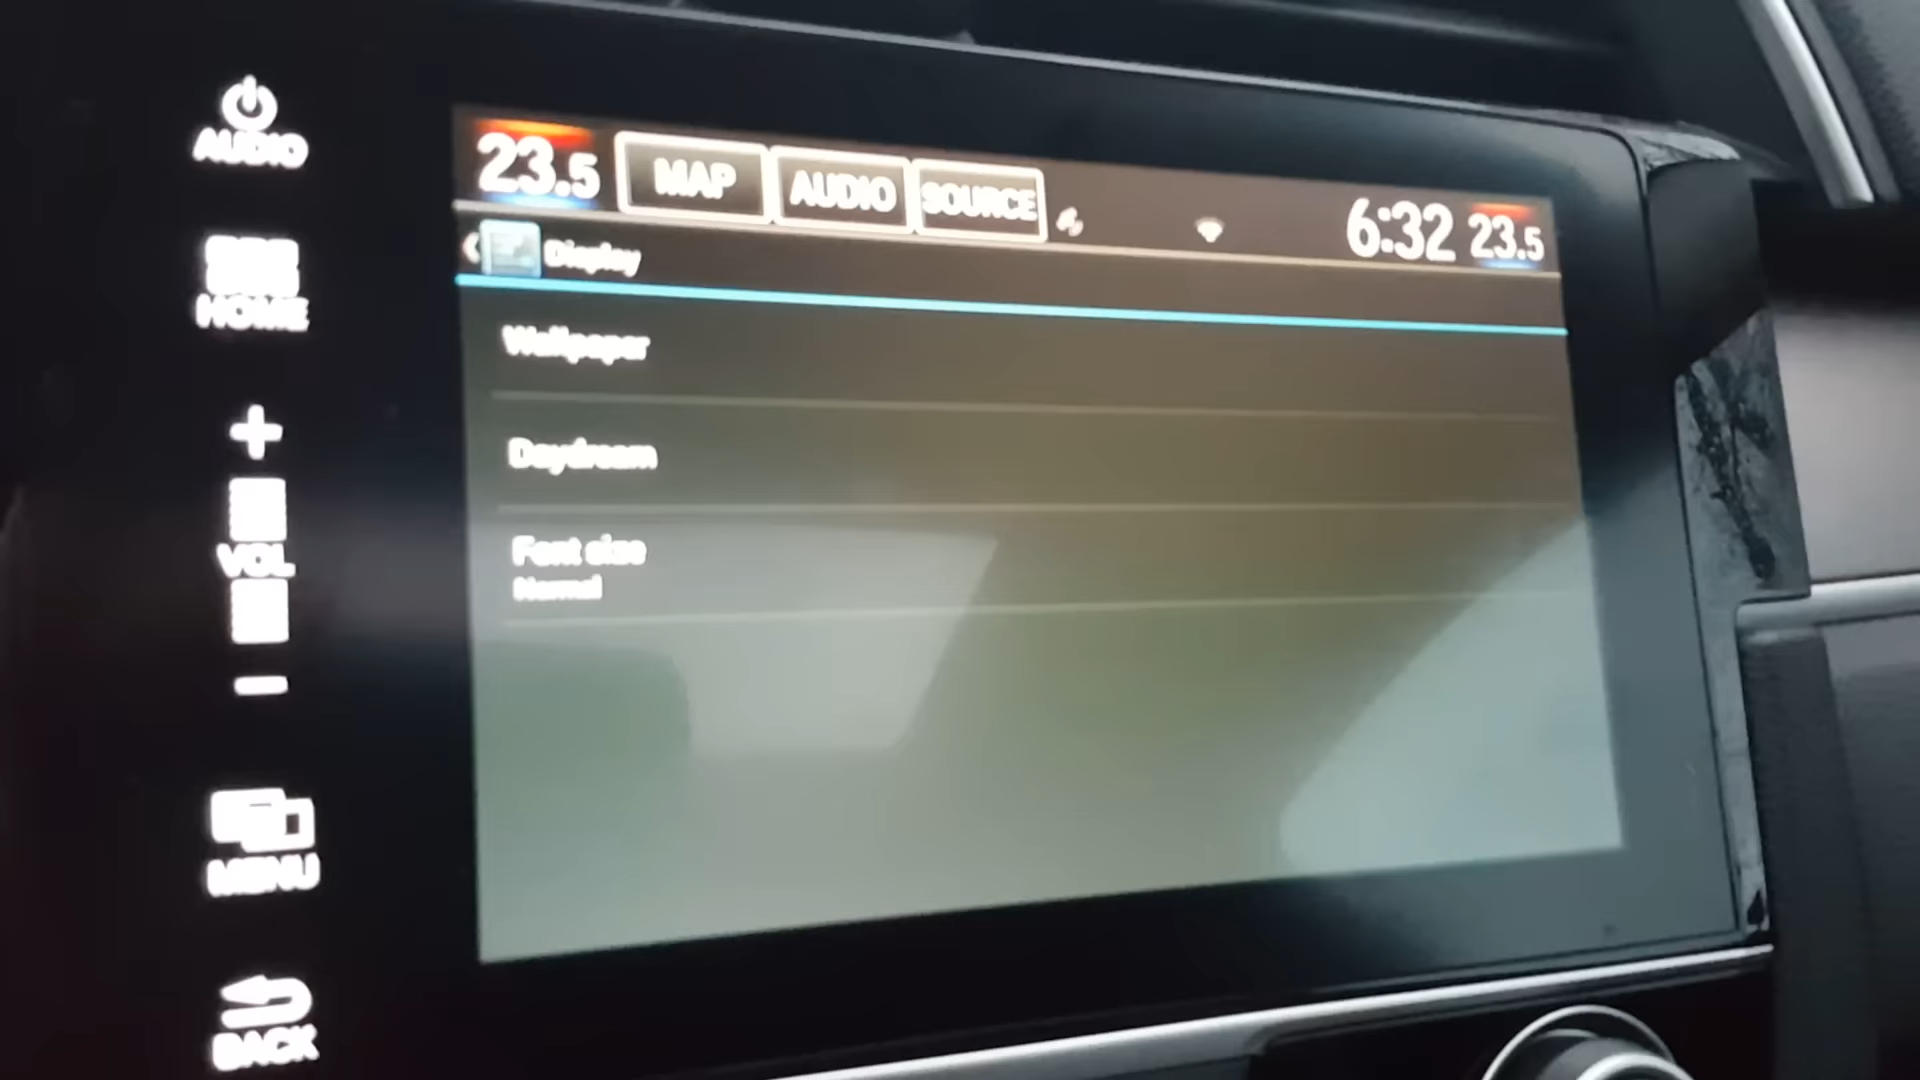 AUDIO
HOME
+
VOL
-
MENU
BACK
23.5 MAP AUDIO SOURCE 6:32 23.5
Display
Wallpaper
Daydream
Font size
Normal